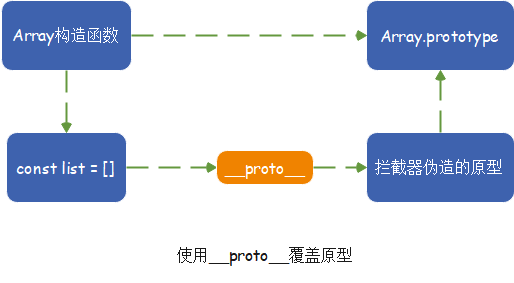 Array构造函数
Array.prototype
const list = []
__proto__
拦截器伪造的原型
使用__proto__覆盖原型